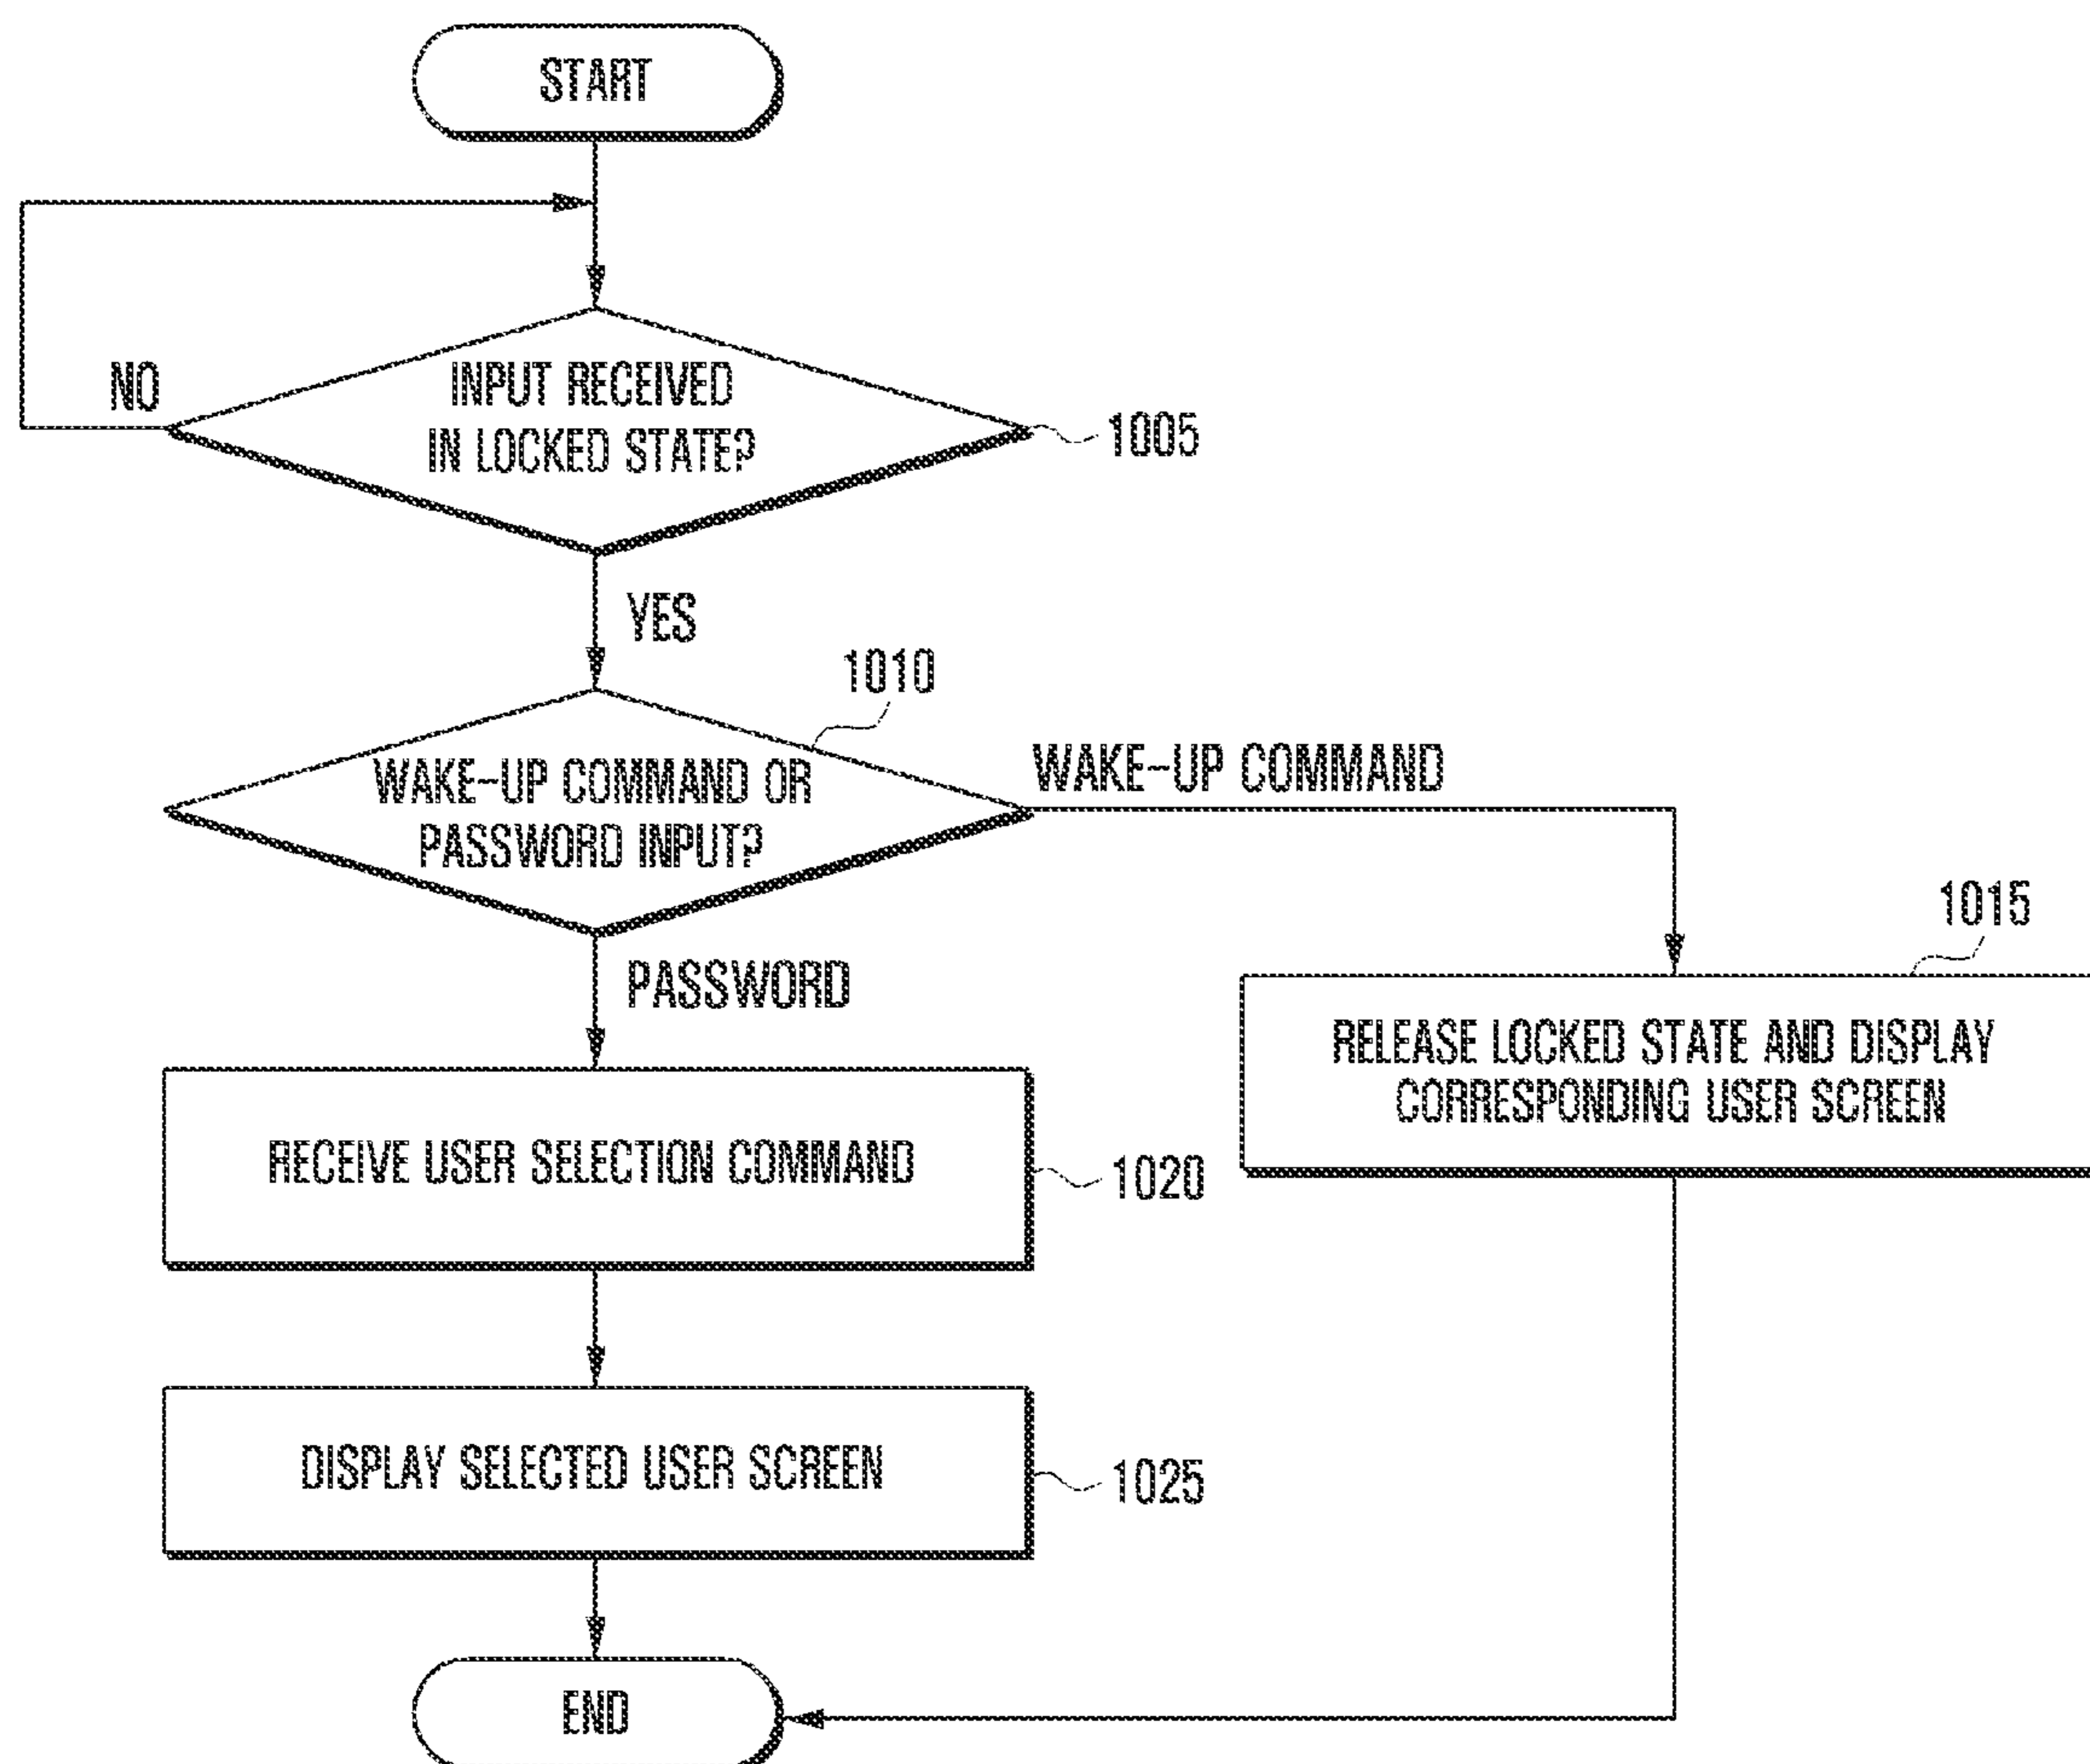 START
NO
INPUT RECEIVED
IN LOCKED STATE?
1005
YES
1010
WAKE-UP COMMAND OR
PASSWORD INPUT?
WAKE-UP COMMAND
PASSWORD
1015
RELEASE LOCKED STATE AND DISPLAY
CORRESPONDING USER SCREEN
RECEIVE USER SELECTION COMMAND
1020
DISPLAY SELECTED USER SCREEN
1025
END